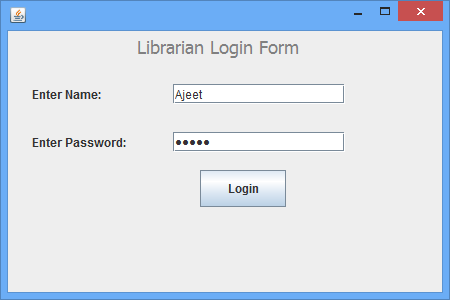 Librarian Login Form
Enter Name: Ajeet
Enter Password: •••••
Login